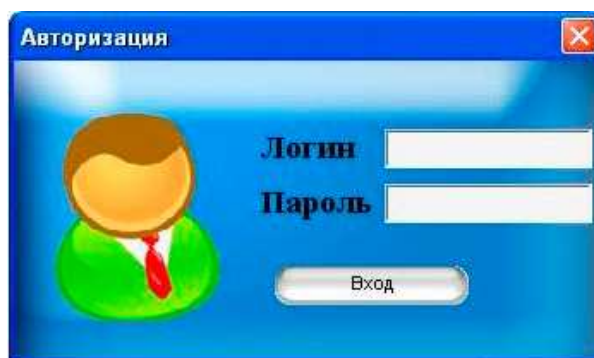 Авторизация
Логин
Пароль
Вход